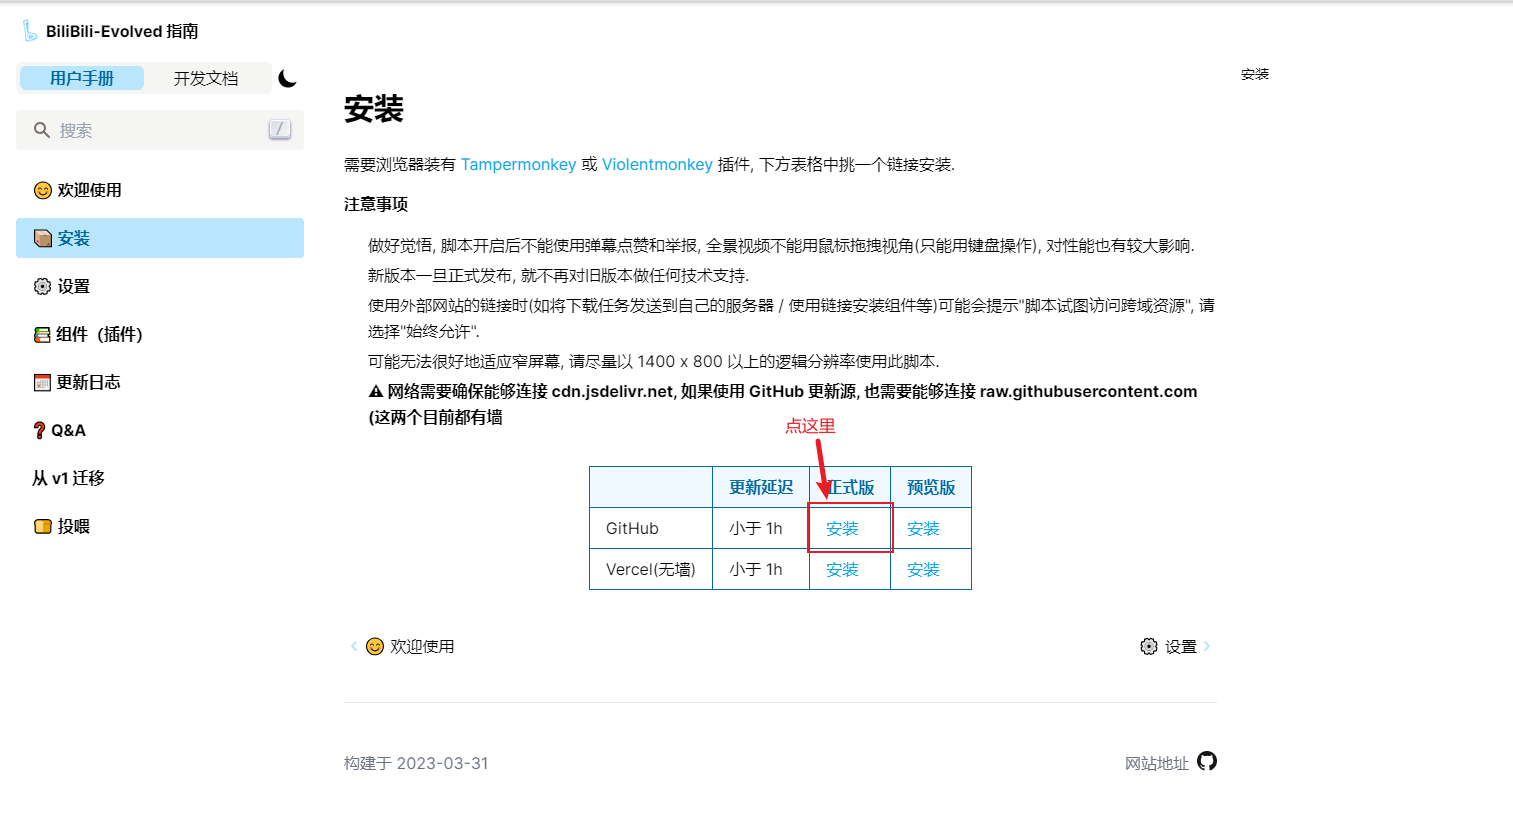 BiliBili-Evolved 指南
用户手册
开发文档
搜索
/
欢迎使用
安装
设置
组件（插件）
更新日志
Q&A
从 v1 迁移
投喂
安装
安装
需要浏览器装有 Tampermonkey 或 Violentmonkey 插件, 下方表格中挑一个链接安装.
注意事项
做好觉悟, 脚本开启后不能使用弹幕点赞和举报, 全景视频不能用鼠标拖拽视角(只能用键盘操作), 对性能也有较大影响.
新版本一旦正式发布, 就不再对旧版本做任何技术支持.
使用外部网站的链接时(如将下载任务发送到自己的服务器 / 使用链接安装组件等)可能会提示"脚本试图访问跨域资源", 请
选择"始终允许".
可能无法很好地适应窄屏幕, 请尽量以 1400 x 800 以上的逻辑分辨率使用此脚本.
⚠ 网络需要确保能够连接 cdn.jsdelivr.net, 如果使用 GitHub 更新源, 也需要能够连接 raw.githubusercontent.com
(这两个目前都有墙
点这里
更新延迟 正式版 预览版
GitHub 小于 1h 安装 安装
Vercel(无墙) 小于 1h 安装 安装
欢迎使用
设置
构建于 2023-03-31
网站地址